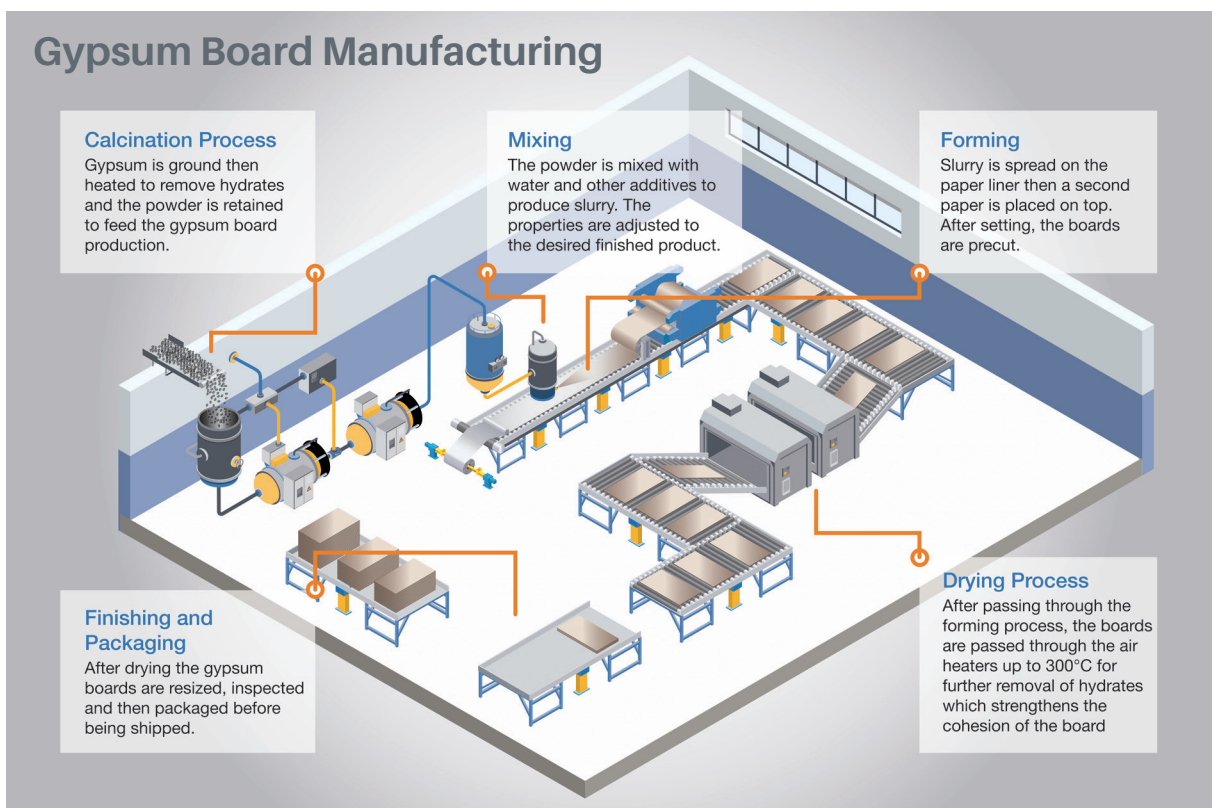 Gypsum Board Manufacturing
Calcination Process
Gypsum is ground then
heated to remove hydrates
and the powder is retained
to feed the gypsum board
production.
Mixing
The powder is mixed with
water and other additives to
produce slurry. The
properties are adjusted to
the desired finished product.
Forming
Slurry is spread on the
paper liner then a second
paper is placed on top.
After setting, the boards
are precut.
Drying Process
After passing through the
forming process, the boards
are passed through the air
heaters up to 300°C for
further removal of hydrates
which strengthens the
cohesion of the board
Finishing and
Packaging
After drying the gypsum
boards are resized, inspected
and then packaged before
being shipped.